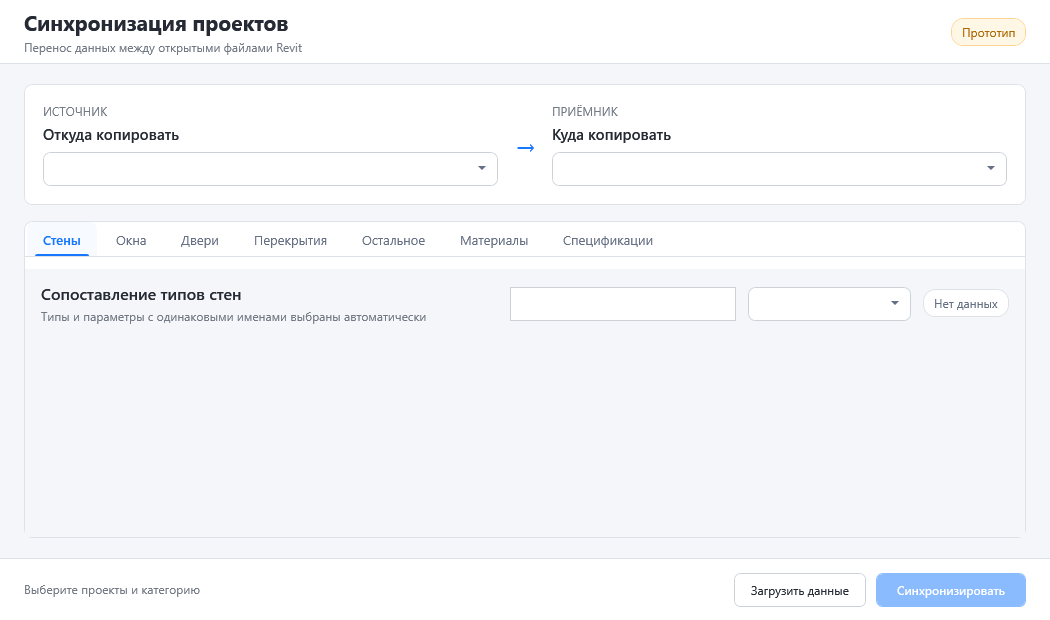 Синхронизация проектов
Перенос данных между открытыми файлами Revit
Прототип
ИСТОЧНИК
Откуда копировать
→
ПРИЁМНИК
Куда копировать
Стены
Окна
Двери
Перекрытия
Остальное
Материалы
Спецификации
Сопоставление типов стен
Типы и параметры с одинаковыми именами выбраны автоматически
Нет данных
Выберите проекты и категорию
Загрузить данные
Синхронизировать